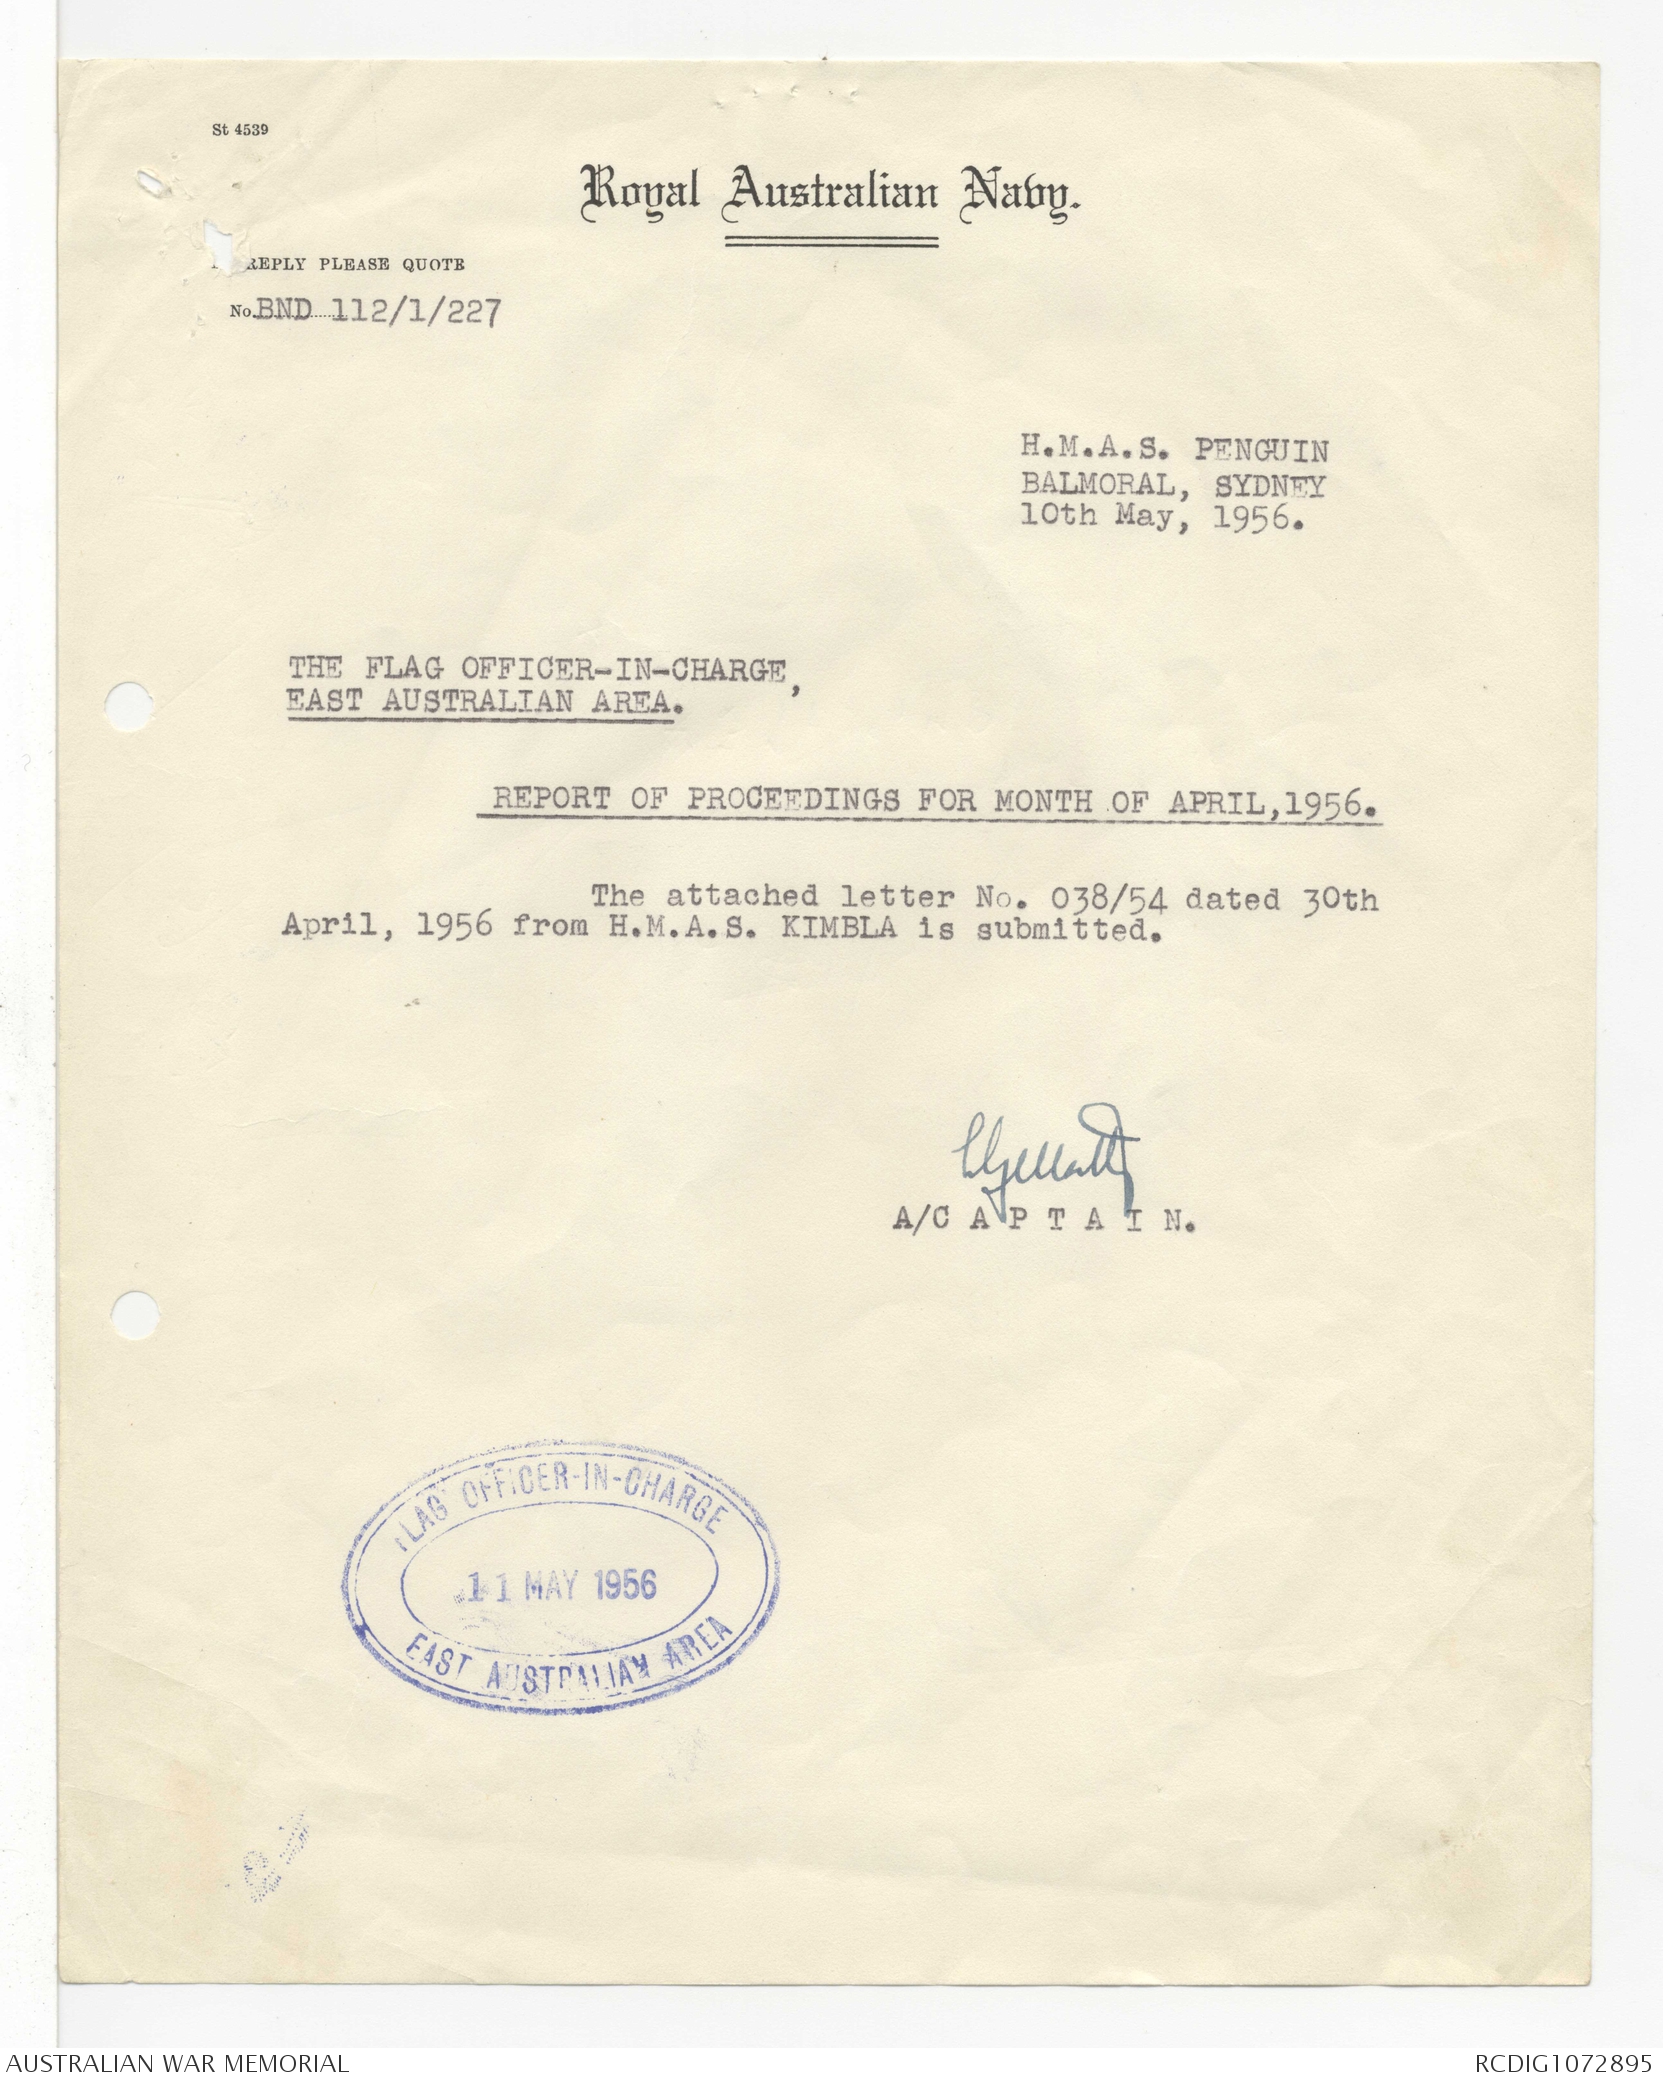 St 4539
Royal Australian Navy.
REPLY PLEASE QUOTE
No. BND 112/1/227
H.M.A.S. PENGUIN
BALMORAL, SYDNEY
10th May, 1956.
THE FLAG OFFICER-IN-CHARGE,
EAST AUSTRALIAN AREA.
REPORT OF PROCEEDINGS FOR MONTH OF APRIL,1956.
The attached letter No. 038/54 dated 30th
April, 1956 from H.M.A.S. KIMBLA is submitted.
A/C A P T A I N.
FLAG OFFICER-IN-CHARGE
11 MAY 1956
EAST AUSTRALIAN AREA
AUSTRALIAN WAR MEMORIAL
RCDIG1072895